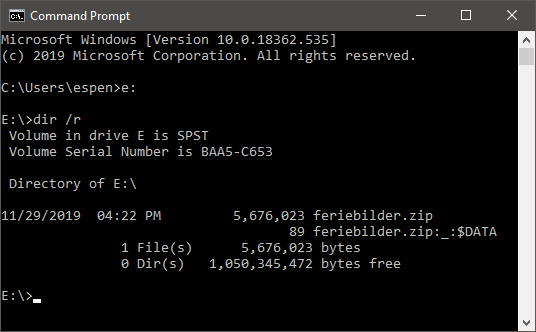 Command Prompt
Microsoft Windows [Version 10.0.18362.535]
(c) 2019 Microsoft Corporation. All rights reserved.
C:\Users\espen>e:
E:\>dir /r
Volume in drive E is SPST
Volume Serial Number is BAA5-C653
Directory of E:\
11/29/2019  04:22 PM         5,676,023 feriebilder.zip
89 feriebilder.zip:_:$DATA
1 File(s)      5,676,023 bytes
0 Dir(s)   1,050,345,472 bytes free
E:\>